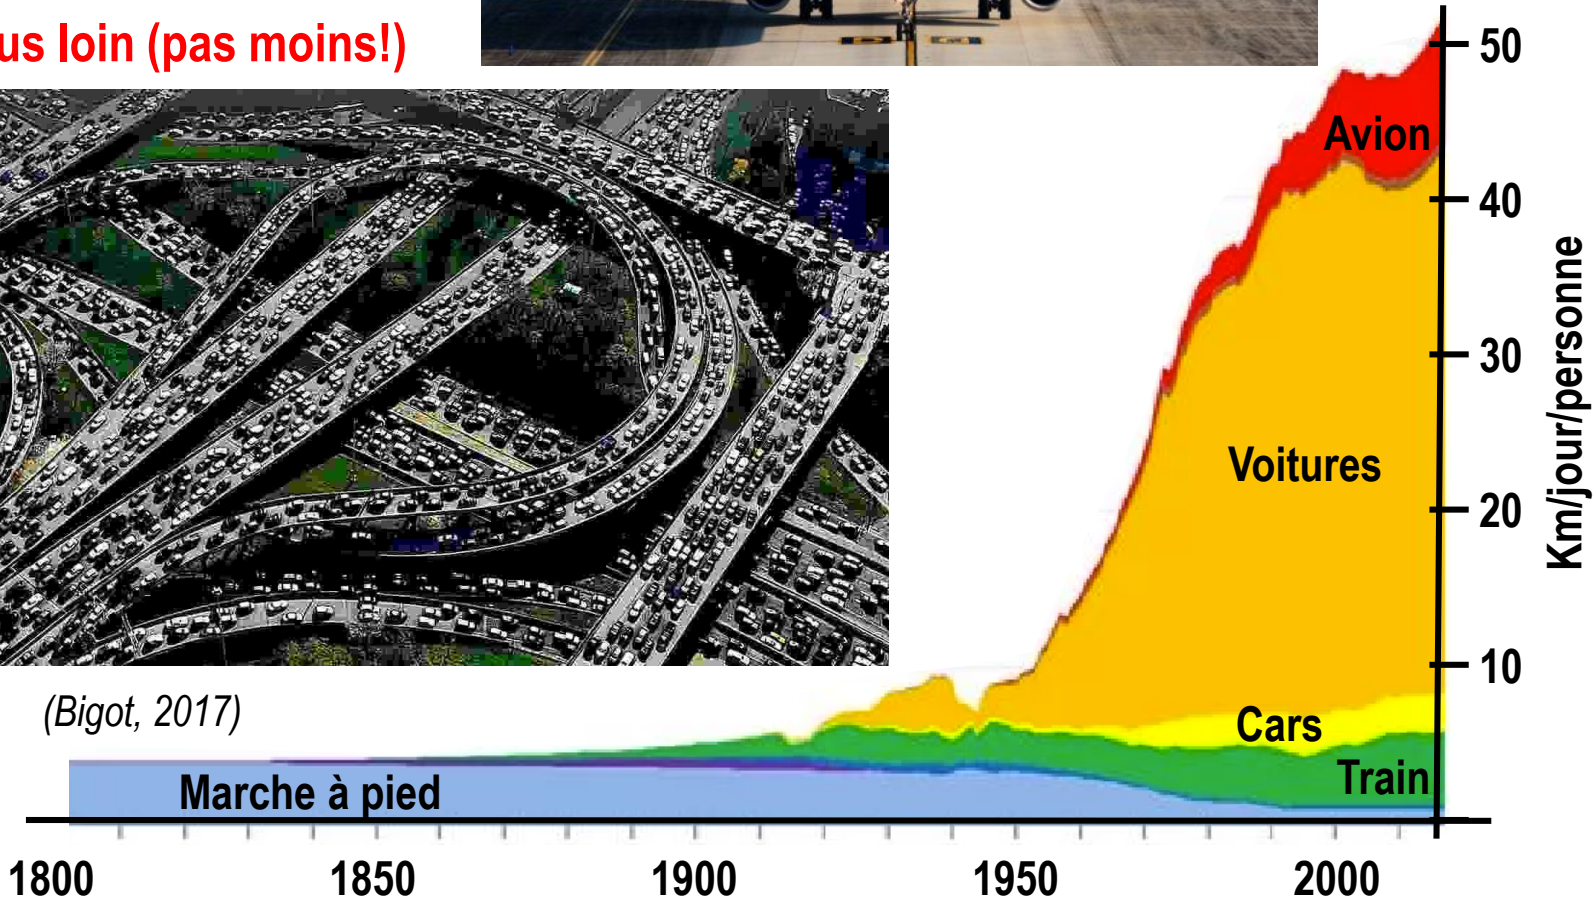 us loin (pas moins!)
50
Avion
40
Km/jour/personne
30
Voitures
20
10
(Bigot, 2017)
Cars
Train
Marche à pied
1800 1850 1900 1950 2000